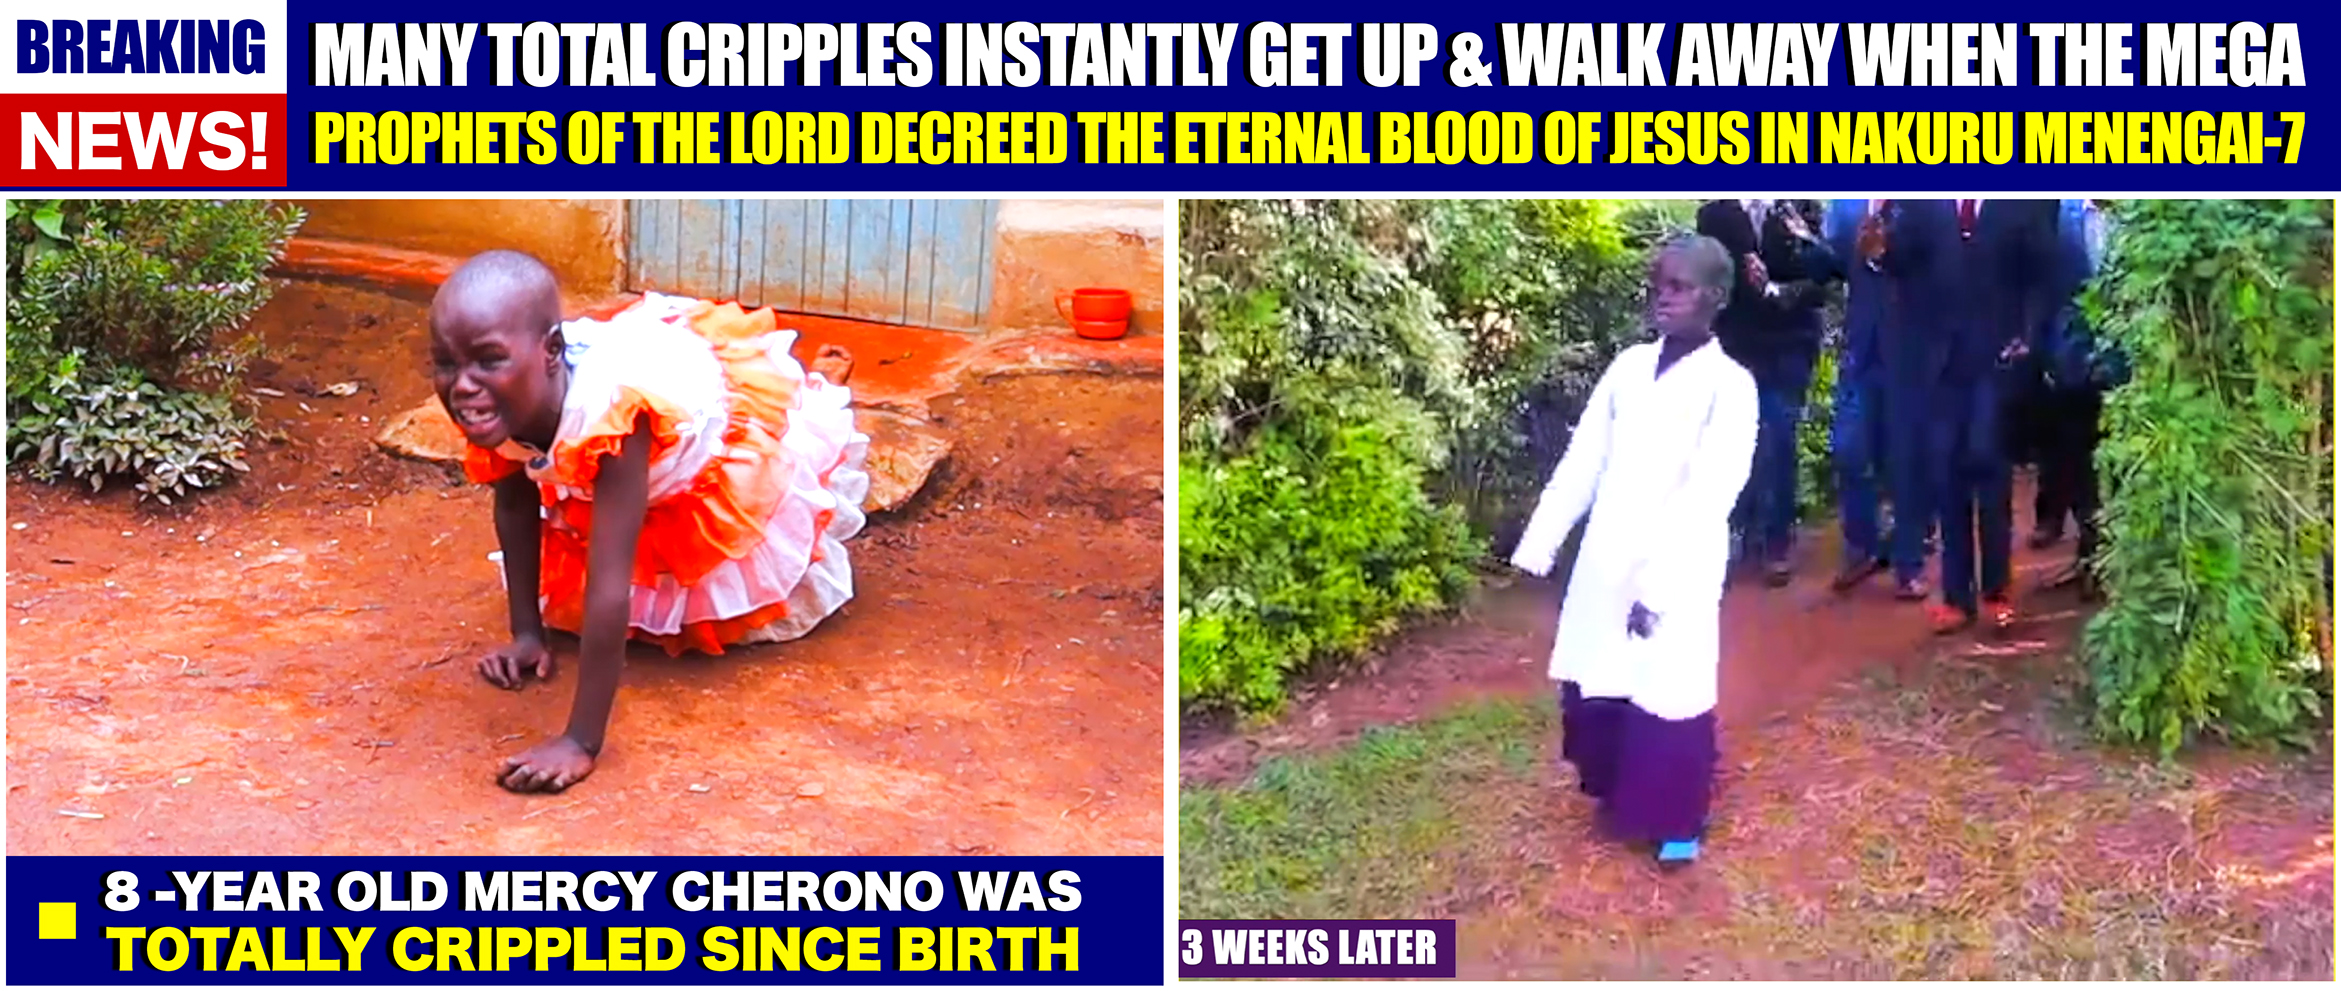 BREAKING
NEWS!
MANY TOTAL CRIPPLES INSTANTLY GET UP & WALK AWAY WHEN THE MEGA
PROPHETS OF THE LORD DECREED THE ETERNAL BLOOD OF JESUS IN NAKURU MENENGAI-7
8 -YEAR OLD MERCY CHERONO WAS
TOTALLY CRIPPLED SINCE BIRTH
3 WEEKS LATER